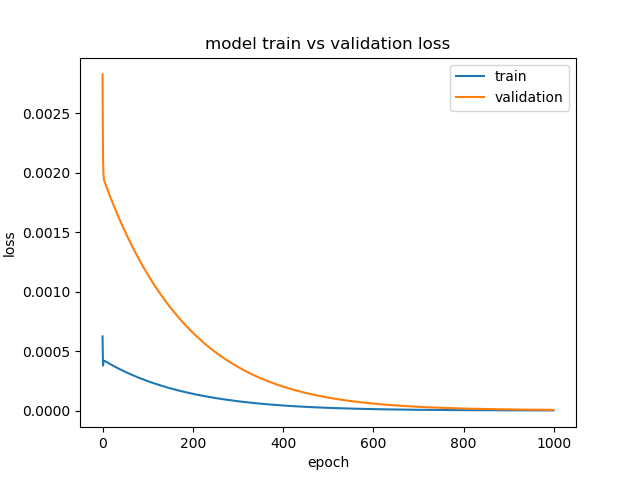 model train vs validation loss
train
validation
0.0025
0.0020
0.0015
0.0010
0.0005
0.0000
loss
0 200 400 600 800 1000
epoch